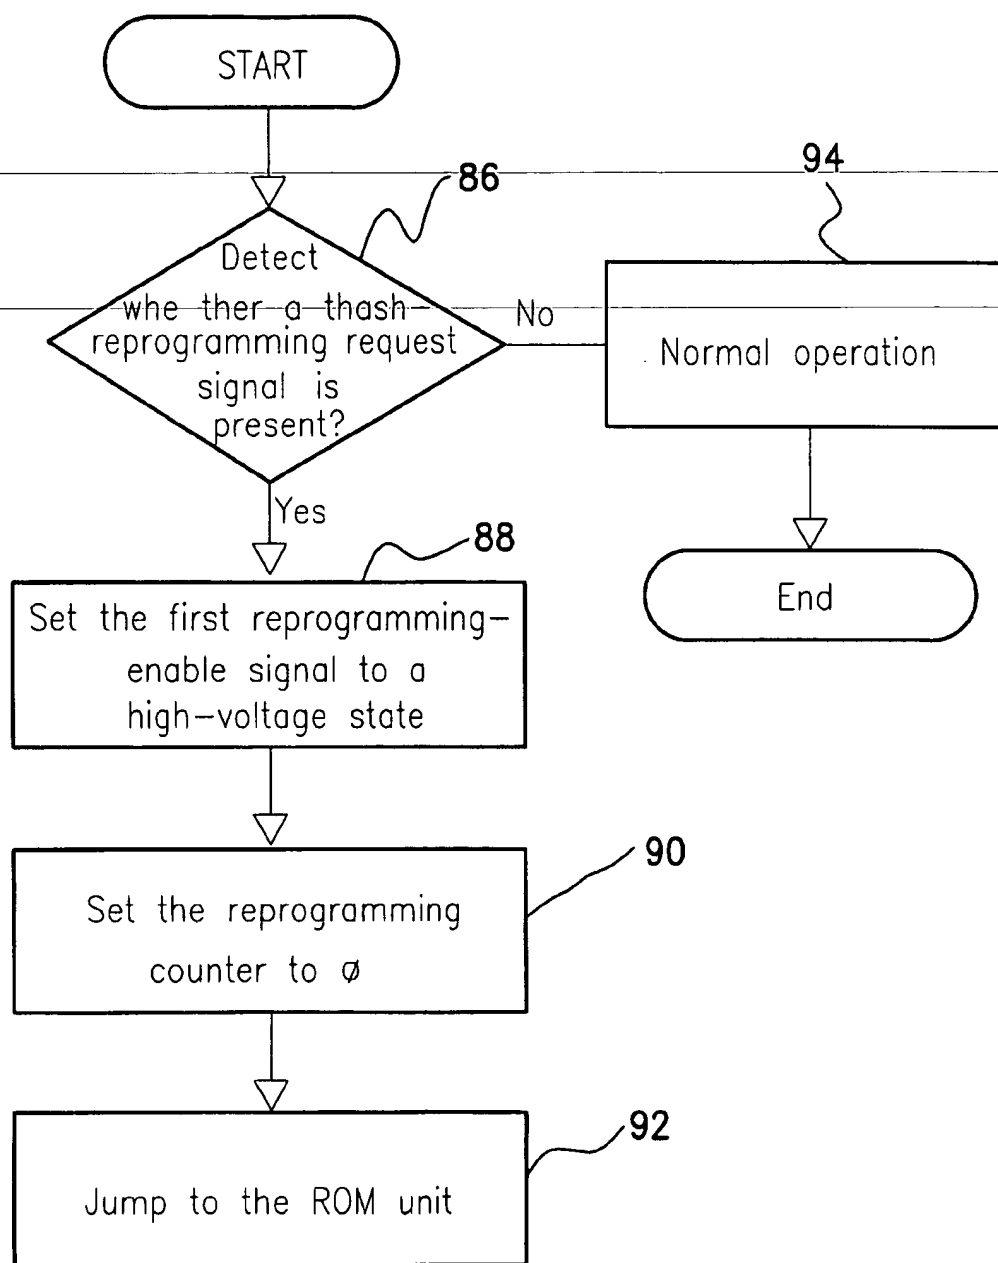 START
86
94
Detect
whe ther a thash-
reprogramming request
signal is
present?
No
Normal operation
Yes
End
88
Set the first reprogramming-
enable signal to a
high-voltage state
90
Set the reprogramming
counter to ø
92
Jump to the ROM unit